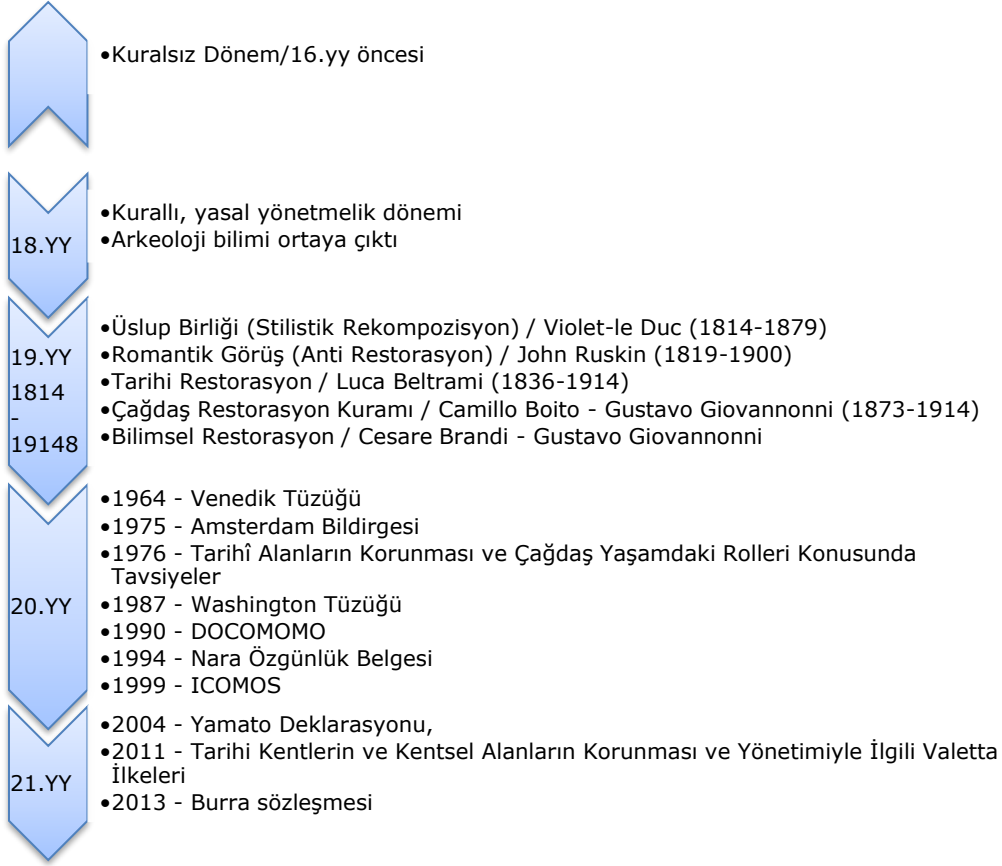 •Kuralsız Dönem/16.yy öncesi
18.YY
•Kurallı, yasal yönetmelik dönemi
•Arkeoloji bilimi ortaya çıktı
19.YY
1814
-
19148
•Üslup Birliği (Stilistik Rekompozisyon) / Violet-le Duc (1814-1879)
•Romantik Görüş (Anti Restorasyon) / John Ruskin (1819-1900)
•Tarihi Restorasyon / Luca Beltrami (1836-1914)
•Çağdaş Restorasyon Kuramı / Camillo Boito - Gustavo Giovannonni (1873-1914)
•Bilimsel Restorasyon / Cesare Brandi - Gustavo Giovannonni
20.YY
•1964 - Venedik Tüzüğü
•1975 - Amsterdam Bildirgesi
•1976 - Tarihî Alanların Korunması ve Çağdaş Yaşamdaki Rolleri Konusunda
Tavsiyeler
•1987 - Washington Tüzüğü
•1990 - DOCOMOMO
•1994 - Nara Özgünlük Belgesi
•1999 - ICOMOS
21.YY
•2004 - Yamato Deklarasyonu,
•2011 - Tarihi Kentlerin ve Kentsel Alanların Korunması ve Yönetimiyle İlgili Valetta
İlkeleri
•2013 - Burra sözleşmesi